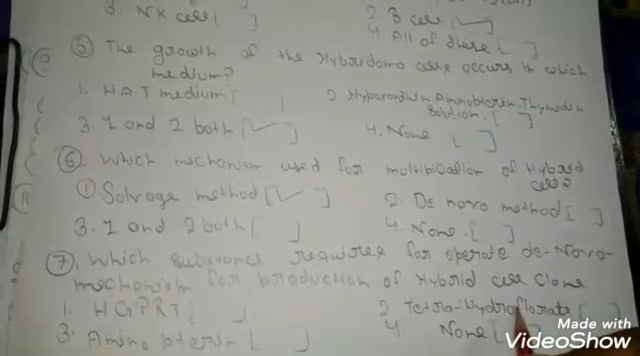 3. NK cell [ ] 2. B cell [✓]
4. All of these [ ]
⑤ The growth of the Hybridoma cells occurs in which
medium?
1. HAT medium [ ] 2 Hypoxanthin, Aminopterin, Thymidin
Solution. [ ]
3. 1 and 2 both [✓] 4. None [ ]
⑥ Which mechanism used for multiplication of Hybrid
cells?
① Salvage method [✓] 2. De novo method [ ]
3. 1 and 2 both [ ] 4. None. [ ]
⑦. Which substance requires for operate de-Novo-
mechanism for production of Hybrid cell clone
1. HGPRT [ ] 2 Tetra-Hydroflorate [ ]
3. Aminopterin [ ] 4 None [ ]
Made with
VideoShow